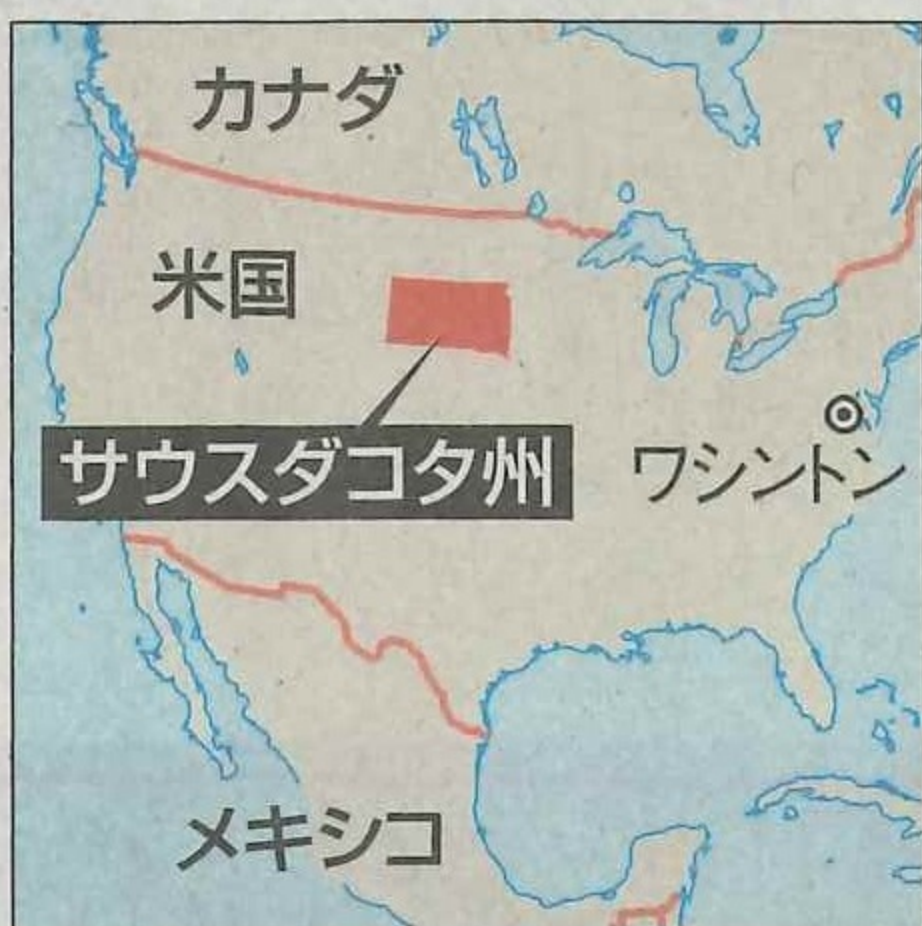 カナダ
米国
サウスダコタ州
ワシントン
メキシコ